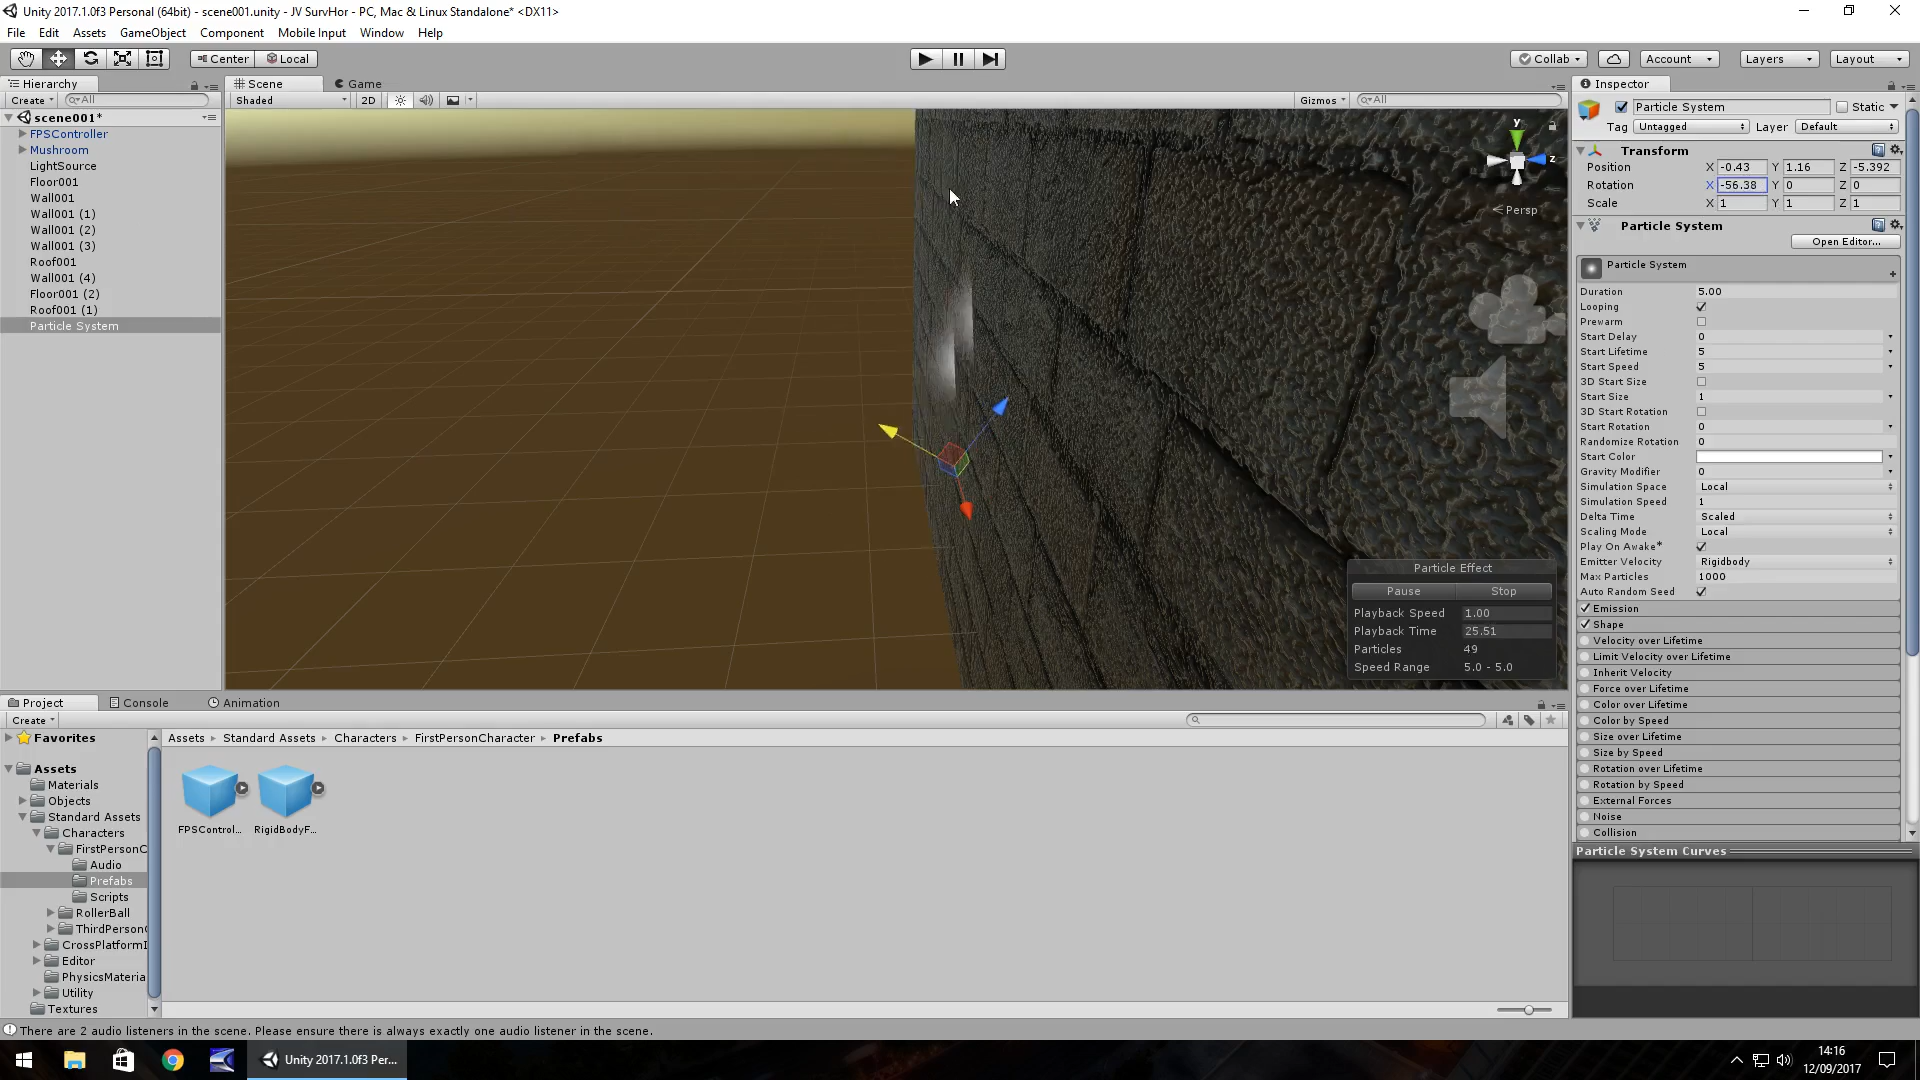 Unity 2017.1.0f3 Personal (64bit) - scene001.unity - JV SurvHor - PC, Mac & Linux Standalone* <DX11>
File Edit Assets GameObject Component Mobile Input Window Help
Center Local
Collab Account Layers Layout
Hierarchy
Create All
scene001*
FPSController
Mushroom
LightSource
Floor001
Wall001
Wall001 (1)
Wall001 (2)
Wall001 (3)
Roof001
Wall001 (4)
Floor001 (2)
Roof001 (1)
Particle System
Scene Game
Shaded 2D Gizmos All
y
z
Persp
Particle Effect
Pause Stop
Playback Speed 1.00
Playback Time 25.51
Particles 49
Speed Range 5.0 - 5.0
Inspector
Particle System Static
Tag Untagged Layer Default
Transform
Position X -0.43 Y 1.16 Z -5.392
Rotation X -56.38 Y 0 Z 0
Scale X 1 Y 1 Z 1
Particle System
Open Editor...
Particle System
Duration 5.00
Looping
Prewarm
Start Delay 0
Start Lifetime 5
Start Speed 5
3D Start Size
Start Size 1
3D Start Rotation
Start Rotation 0
Randomize Rotation 0
Start Color
Gravity Modifier 0
Simulation Space Local
Simulation Speed 1
Delta Time Scaled
Scaling Mode Local
Play On Awake*
Emitter Velocity Rigidbody
Max Particles 1000
Auto Random Seed
Emission
Shape
Velocity over Lifetime
Limit Velocity over Lifetime
Inherit Velocity
Force over Lifetime
Color over Lifetime
Color by Speed
Size over Lifetime
Size by Speed
Rotation over Lifetime
Rotation by Speed
External Forces
Noise
Collision
Particle System Curves
Project Console Animation
Create
Favorites
Assets
Materials
Objects
Standard Assets
Characters
FirstPersonC
Audio
Prefabs
Scripts
RollerBall
ThirdPerson
CrossPlatformI
Editor
PhysicsMateria
Utility
Textures
Assets Standard Assets Characters FirstPersonCharacter Prefabs
FPSControl... RigidBodyF...
There are 2 audio listeners in the scene. Please ensure there is always exactly one audio listener in the scene.
Unity 2017.1.0f3 Per...
14:16
12/09/2017